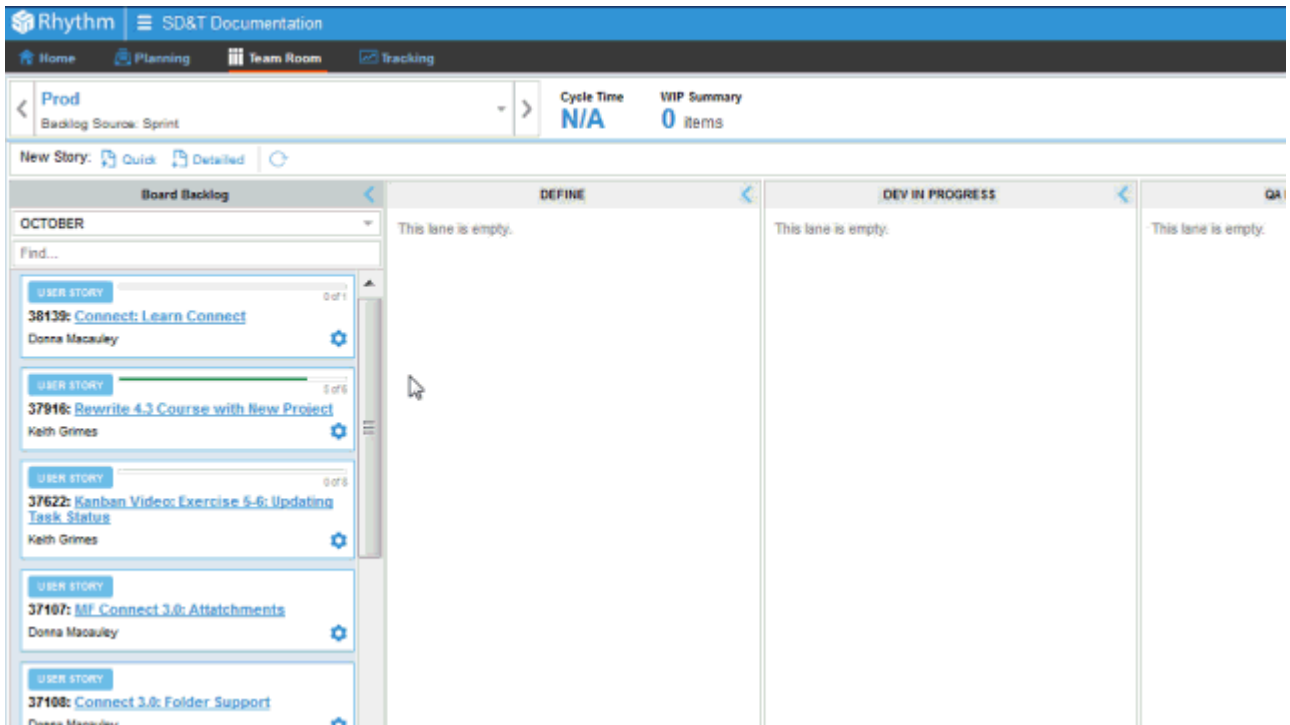 Rhythm SD&T Documentation
Home Planning Team Room Tracking
Prod
Backlog Source: Sprint
Cycle Time
N/A
WIP Summary
0 items
New Story: Quick Detailed
Board Backlog
OCTOBER
Find...
USER STORY
0 of 1
38139: Connect: Learn Connect
Donna Macauley
USER STORY
5 of 6
37916: Rewrite 4.3 Course with New Project
Keith Grimes
USER STORY
37622: Kanban Video: Exercise 5-6: Updating
Task Status
Keith Grimes
USER STORY
37107: MF Connect 3.0: Attatchments
Donna Macauley
USER STORY
37108: Connect 3.0: Folder Support
Donna Macauley
DEFINE
This lane is empty.
DEV IN PROGRESS
This lane is empty.
QA
This lane is empty.